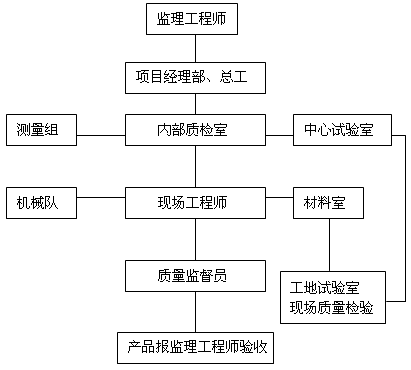 监理工程师
项目经理部、总工
测量组
内部质检室
中心试验室
机械队
现场工程师
材料室
质量监督员
工地试验室
现场质量检验
产品报监理工程师验收